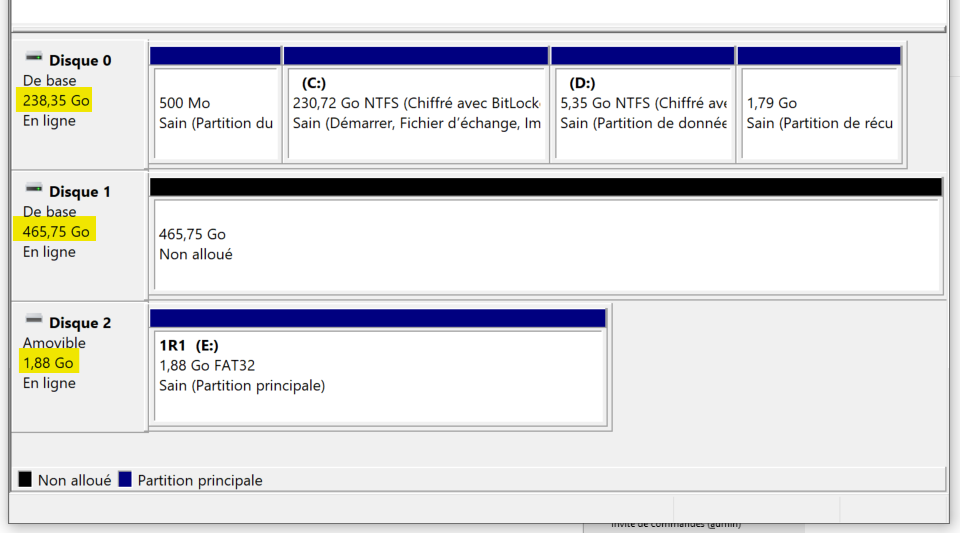 Disque 0
De base
238,35 Go
En ligne
500 Mo
Sain (Partition du
(C:)
230,72 Go NTFS (Chiffré avec BitLock
Sain (Démarrer, Fichier d'échange, Im
(D:)
5,35 Go NTFS (Chiffré ave
Sain (Partition de donnée
1,79 Go
Sain (Partition de récu
Disque 1
De base
465,75 Go
En ligne
465,75 Go
Non alloué
Disque 2
Amovible
1,88 Go
En ligne
1R1 (E:)
1,88 Go FAT32
Sain (Partition principale)
Non alloué Partition principale
Invite de commandes (admin)